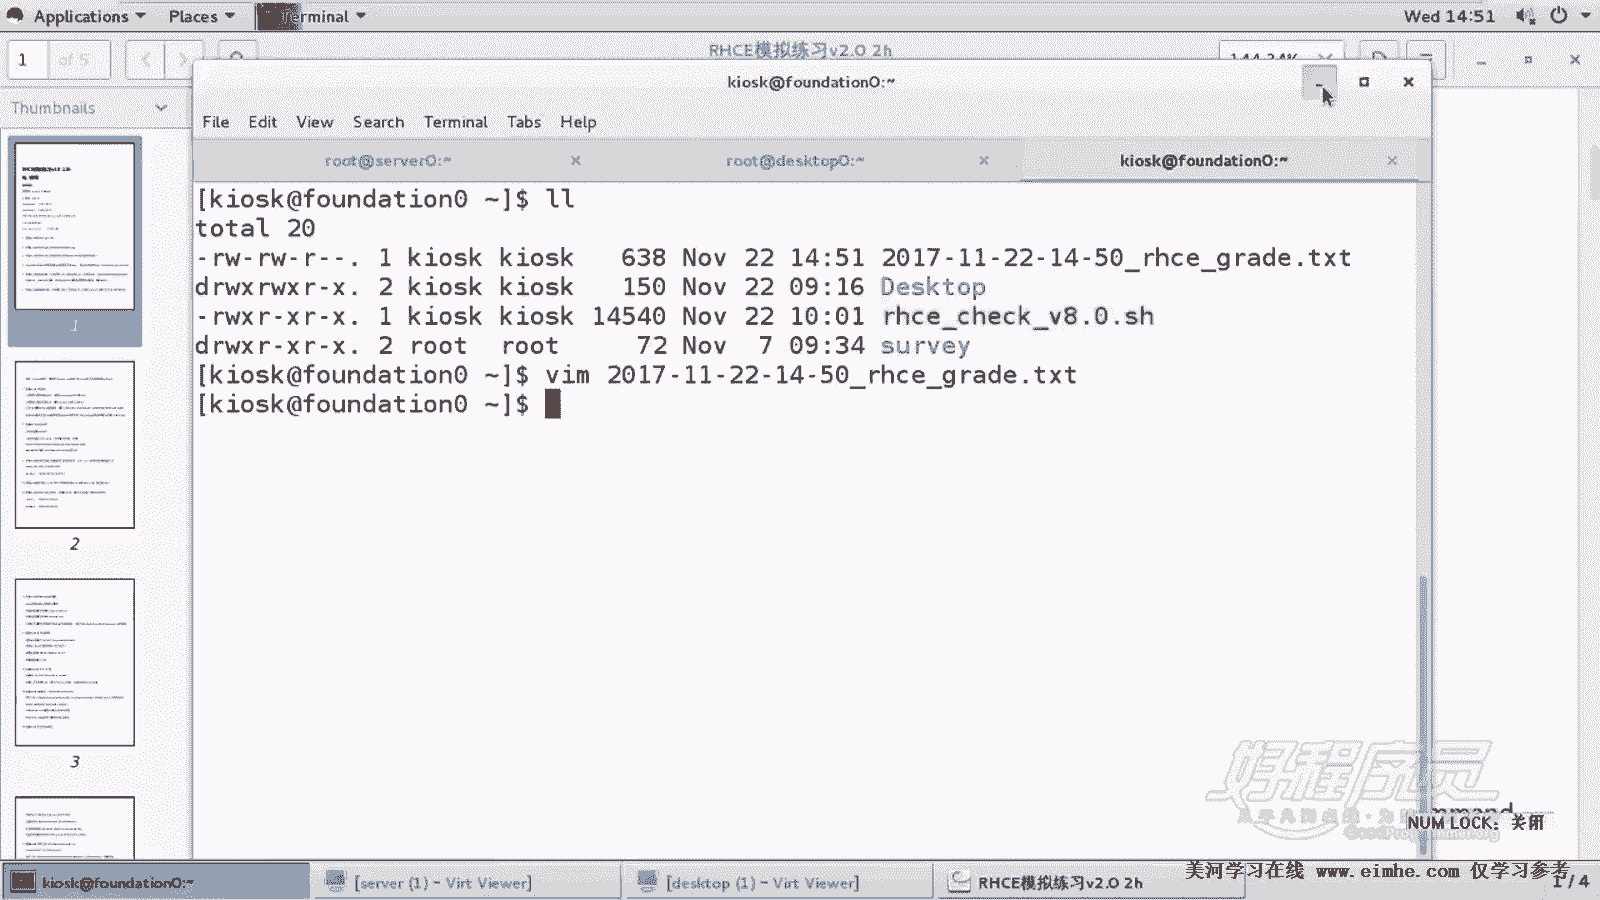 Applications Places Terminal Wed 14:51
1 of 5 RHCE模拟练习v2.0 2h 144.34%
Thumbnails
kiosk@foundation0:~
File Edit View Search Terminal Tabs Help
root@server0:~ root@desktop0:~ kiosk@foundation0:~
[kiosk@foundation0 ~]$ ll
total 20
-rw-rw-r--. 1 kiosk kiosk 638 Nov 22 14:51 2017-11-22-14-50_rhce_grade.txt
drwxrwxr-x. 2 kiosk kiosk 150 Nov 22 09:16 Desktop
-rwxr-xr-x. 1 kiosk kiosk 14540 Nov 22 10:01 rhce_check_v8.0.sh
drwxr-xr-x. 2 root root 72 Nov 7 09:34 survey
[kiosk@foundation0 ~]$ vim 2017-11-22-14-50_rhce_grade.txt
[kiosk@foundation0 ~]$
1
2
3
好程序员
NUM LOCK: 关闭
美河学习在线 www.eimhe.com 仅学习参考
kiosk@foundation0:~ [server (1) - Virt Viewer] [desktop (1) - Virt Viewer] RHCE模拟练习v2.0 2h 1 / 4